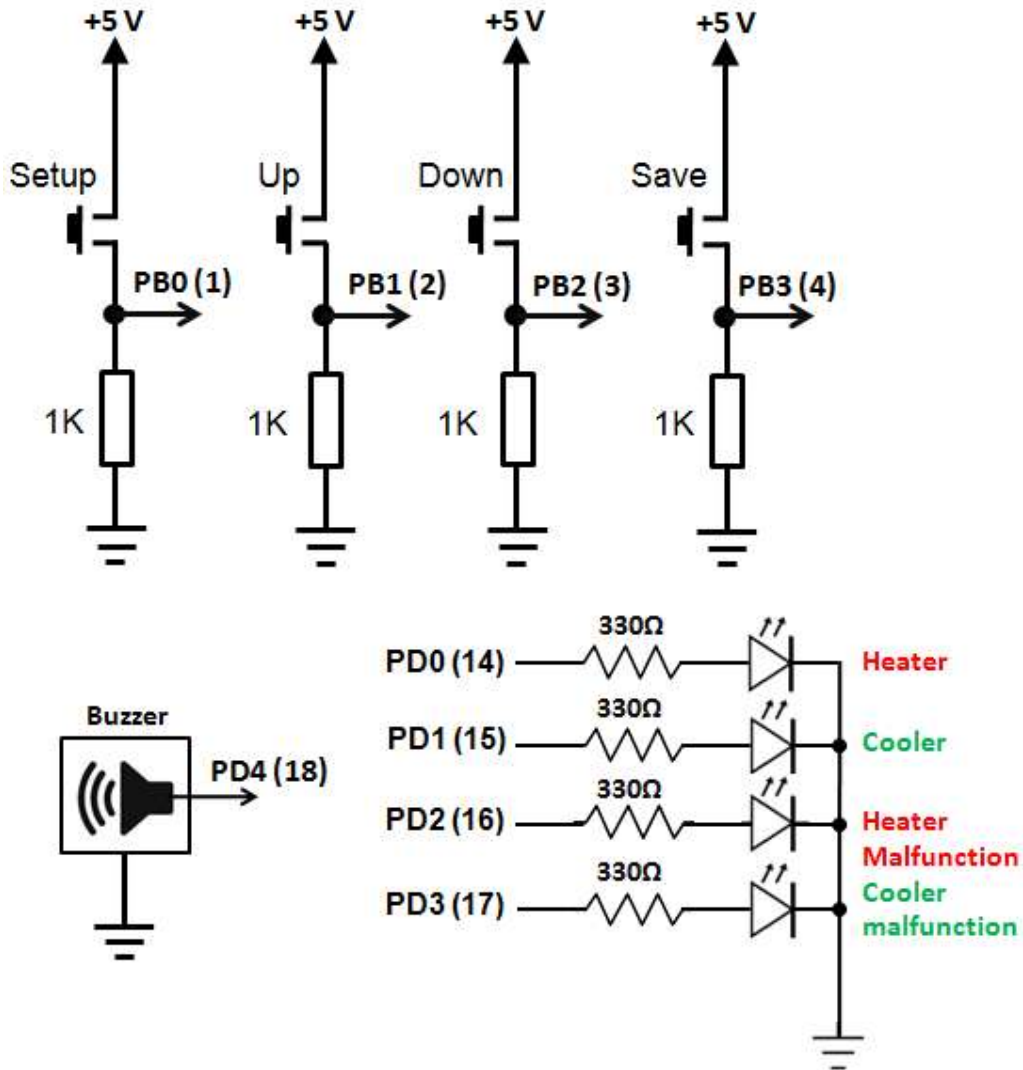 +5 V
+5 V
+5 V
+5 V
Setup
Up
Down
Save
PB0 (1)
PB1 (2)
PB2 (3)
PB3 (4)
1K
1K
1K
1K
Buzzer
PD4 (18)
330Ω
PD0 (14)
Heater
330Ω
PD1 (15)
Cooler
330Ω
PD2 (16)
Heater
Malfunction
330Ω
PD3 (17)
Cooler
malfunction